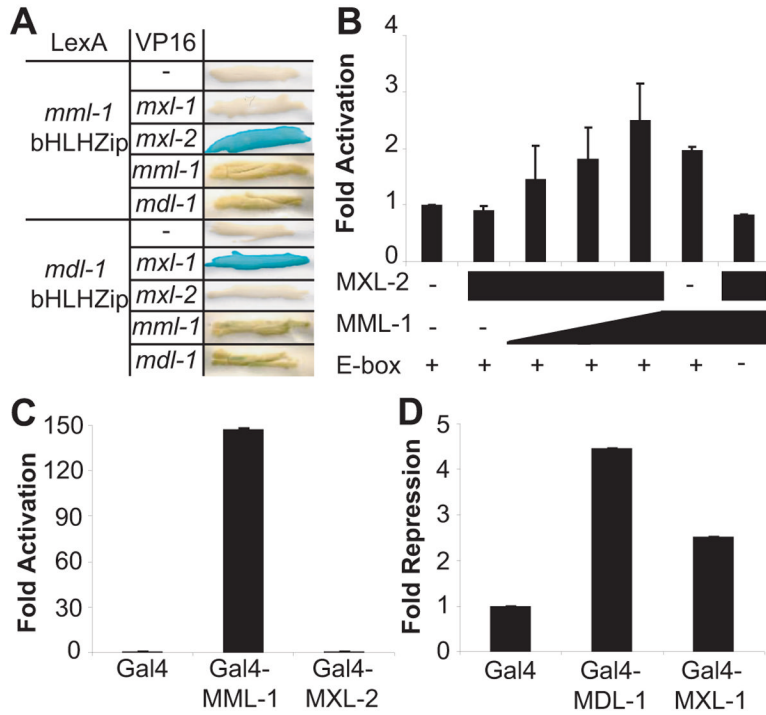 A
LexA VP16
mml-1
bHLHZip
-
mxl-1
mxl-2
mml-1
mdl-1
mdl-1
bHLHZip
-
mxl-1
mxl-2
mml-1
mdl-1
B
Fold Activation
4
3
2
1
0
MXL-2 - -
MML-1 - -
E-box + + + + + + -
C
Fold Activation
150
120
90
60
30
0
Gal4 Gal4-MML-1 Gal4-MXL-2
D
Fold Repression
5
4
3
2
1
0
Gal4 Gal4-MDL-1 Gal4-MXL-1